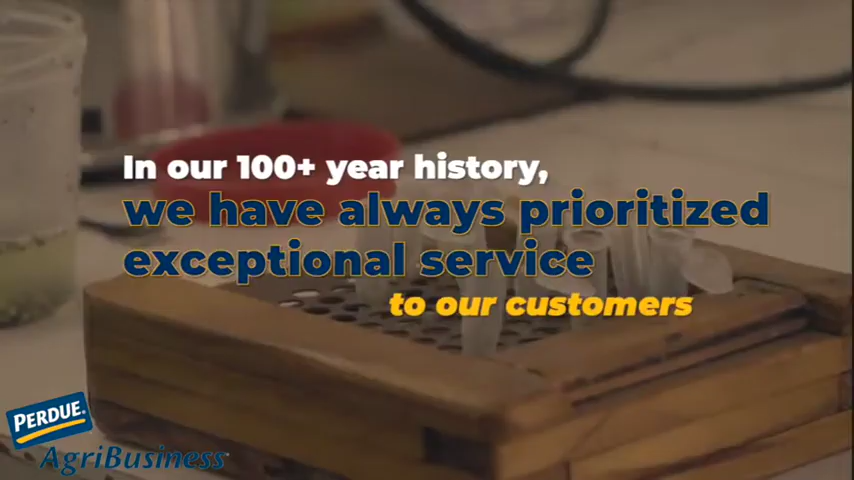 In our 100+ year history,
we have always prioritized
exceptional service
to our customers
PERDUE.
AgriBusiness